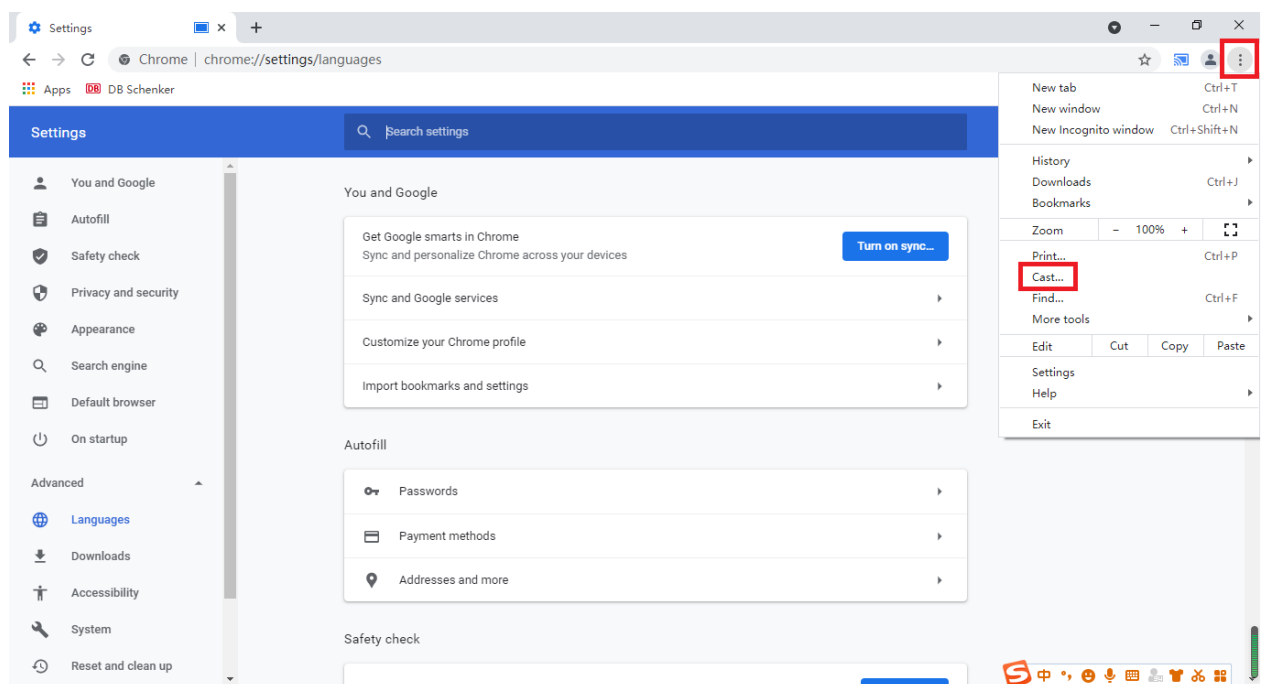 Settings
Chrome | chrome://settings/languages
Apps DB DB Schenker
Settings
Search settings
You and Google
Autofill
Safety check
Privacy and security
Appearance
Search engine
Default browser
On startup
Advanced
Languages
Downloads
Accessibility
System
Reset and clean up
You and Google
Get Google smarts in Chrome
Sync and personalize Chrome across your devices
Turn on sync...
Sync and Google services
Customize your Chrome profile
Import bookmarks and settings
Autofill
Passwords
Payment methods
Addresses and more
Safety check
New tab Ctrl+T
New window Ctrl+N
New Incognito window Ctrl+Shift+N
History
Downloads Ctrl+J
Bookmarks
Zoom - 100% +
Print... Ctrl+P
Cast...
Find... Ctrl+F
More tools
Edit Cut Copy Paste
Settings
Help
Exit
S 中